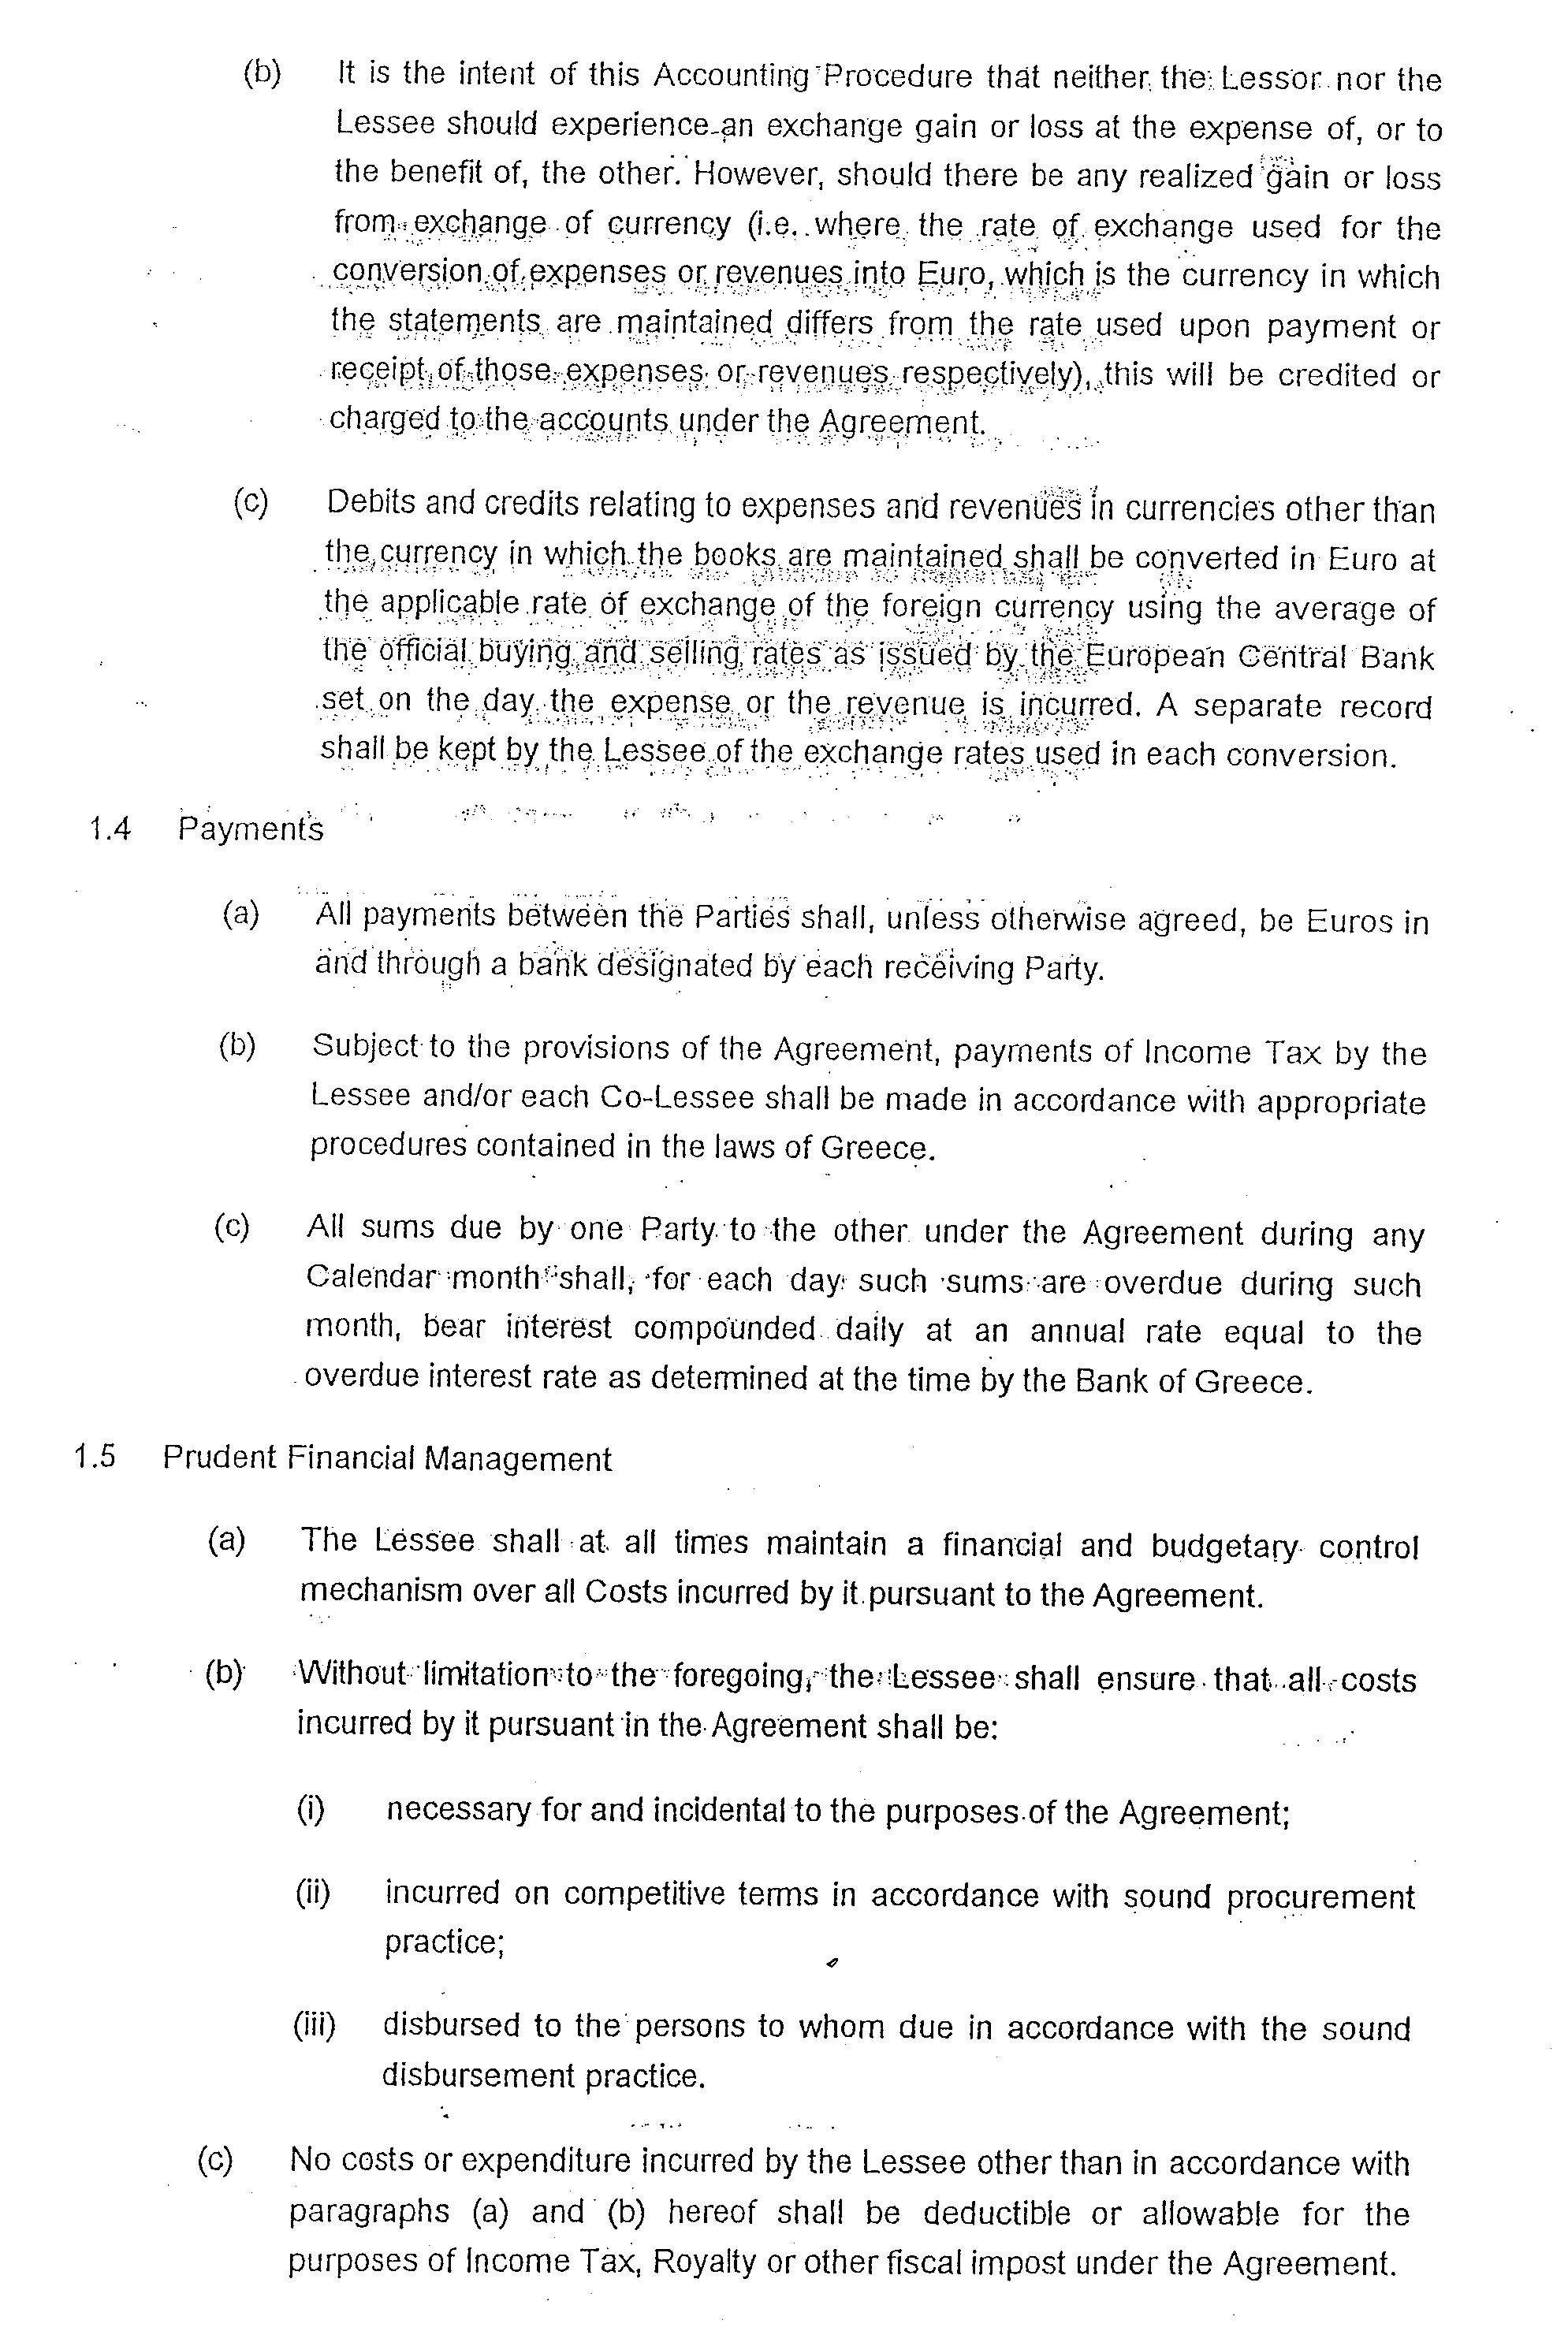 (b) It is the intent of this Accounting Procedure that neither the Lessor nor the
Lessee should experience an exchange gain or loss at the expense of, or to
the benefit of, the other. However, should there be any realized gain or loss
from exchange of currency (i.e. where the rate of exchange used for the
conversion of expenses or revenues into Euro, which is the currency in which
the statements are maintained differs from the rate used upon payment or
receipt of those expenses or revenues respectively), this will be credited or
charged to the accounts under the Agreement.
(c) Debits and credits relating to expenses and revenues in currencies other than
the currency in which the books are maintained shall be converted in Euro at
the applicable rate of exchange of the foreign currency using the average of
the official buying and selling rates as issued by the European Central Bank
set on the day the expense or the revenue is incurred. A separate record
shall be kept by the Lessee of the exchange rates used in each conversion.
1.4 Payments
(a) All payments between the Parties shall, unless otherwise agreed, be Euros in
and through a bank designated by each receiving Party.
(b) Subject to the provisions of the Agreement, payments of Income Tax by the
Lessee and/or each Co-Lessee shall be made in accordance with appropriate
procedures contained in the laws of Greece.
(c) All sums due by one Party to the other under the Agreement during any
Calendar month shall, for each day such sums are overdue during such
month, bear interest compounded daily at an annual rate equal to the
overdue interest rate as determined at the time by the Bank of Greece.
1.5 Prudent Financial Management
(a) The Lessee shall at all times maintain a financial and budgetary control
mechanism over all Costs incurred by it pursuant to the Agreement.
(b) Without limitation to the foregoing, the Lessee shall ensure that all costs
incurred by it pursuant in the Agreement shall be:
(i) necessary for and incidental to the purposes of the Agreement;
(ii) incurred on competitive terms in accordance with sound procurement
practice;
(iii) disbursed to the persons to whom due in accordance with the sound
disbursement practice.
(c) No costs or expenditure incurred by the Lessee other than in accordance with
paragraphs (a) and (b) hereof shall be deductible or allowable for the
purposes of Income Tax, Royalty or other fiscal impost under the Agreement.